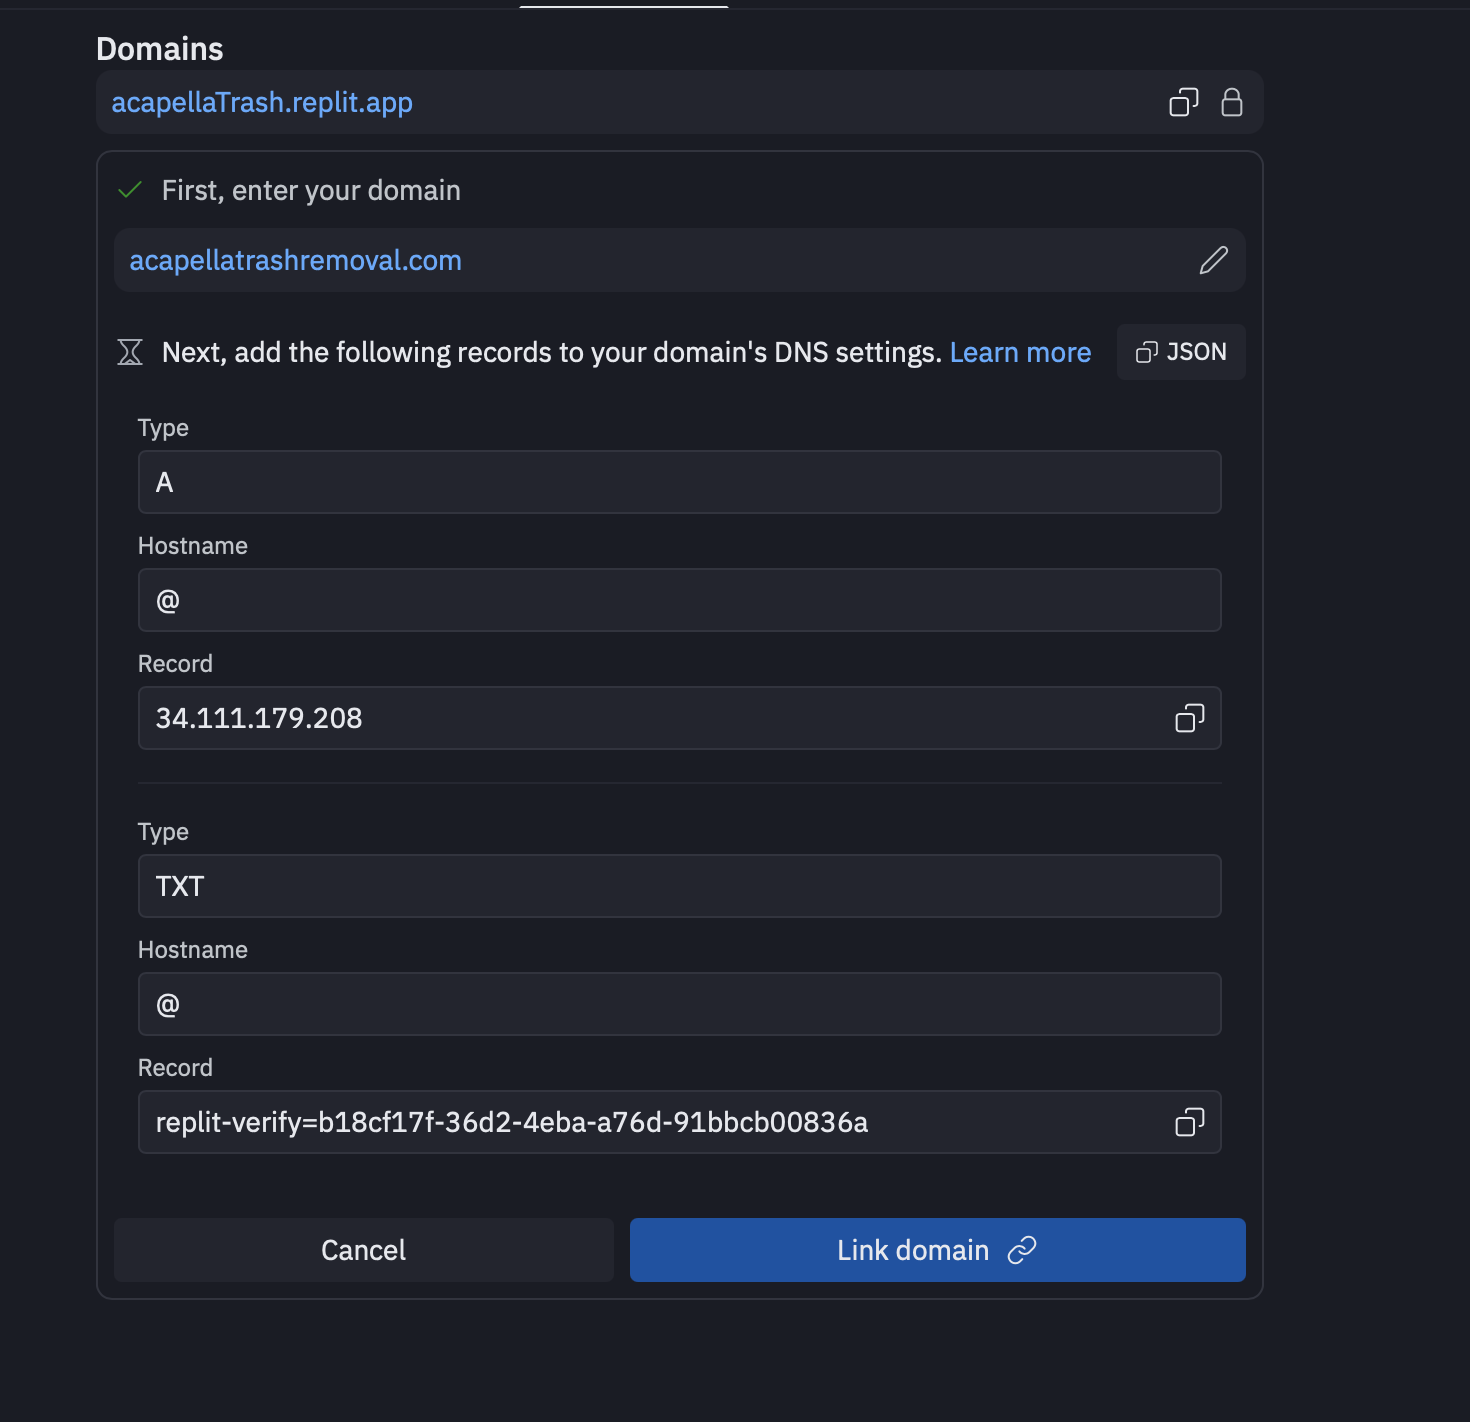 Domains
acapellaTrash.replit.app
First, enter your domain
acapellatrashremoval.com
Next, add the following records to your domain's DNS settings. Learn more JSON
Type
A
Hostname
@
Record
34.111.179.208
Type
TXT
Hostname
@
Record
replit-verify=b18cf17f-36d2-4eba-a76d-91bbcb00836a
Cancel Link domain